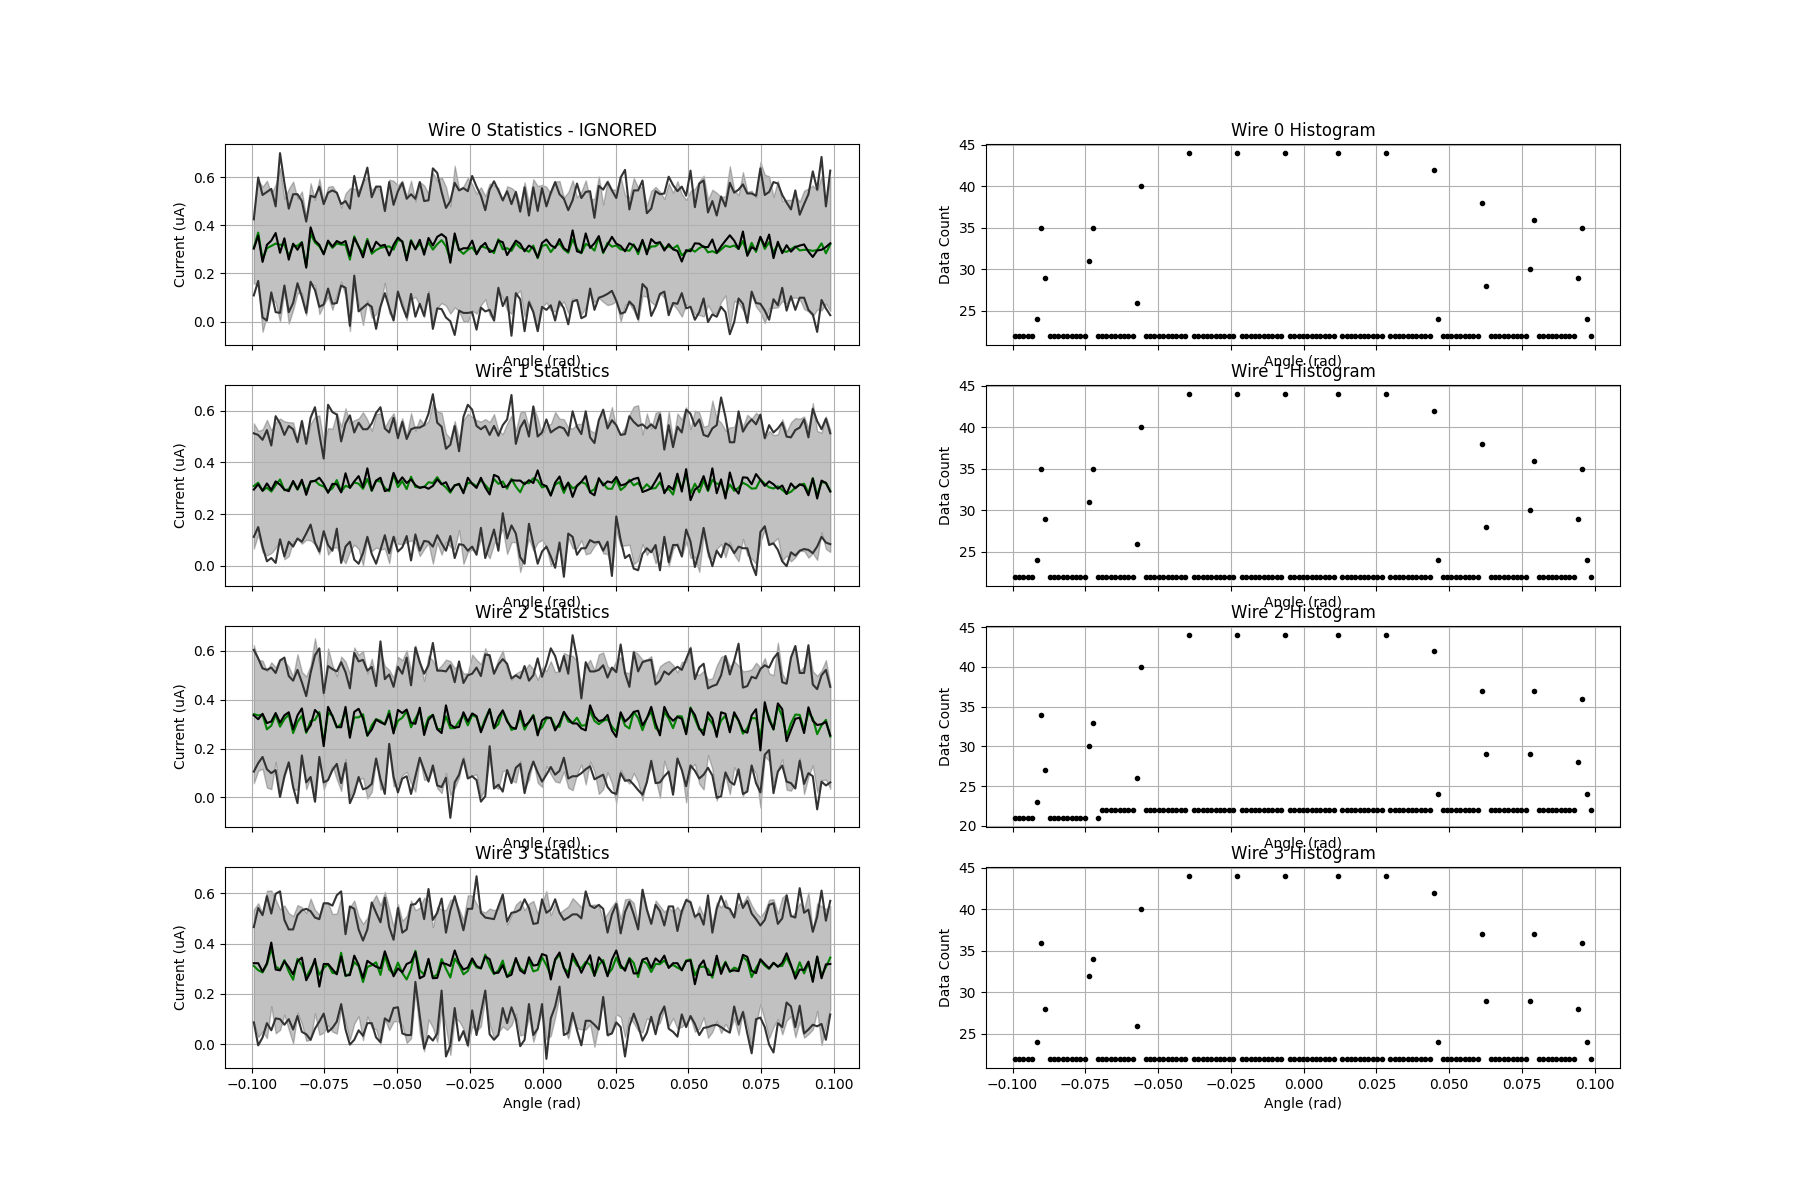 Wire 0 Statistics - IGNORED
Current (uA)
0.6
0.4
0.2
0.0
Angle (rad)
Wire 0 Histogram
Data Count
45
40
35
30
25
Angle (rad)
Wire 1 Statistics
Current (uA)
0.6
0.4
0.2
0.0
Angle (rad)
Wire 1 Histogram
Data Count
45
40
35
30
25
Angle (rad)
Wire 2 Statistics
Current (uA)
0.6
0.4
0.2
0.0
Angle (rad)
Wire 2 Histogram
Data Count
45
40
35
30
25
20
Angle (rad)
Wire 3 Statistics
Current (uA)
0.6
0.4
0.2
0.0
−0.100 −0.075 −0.050 −0.025 0.000 0.025 0.050 0.075 0.100
Angle (rad)
Wire 3 Histogram
Data Count
45
40
35
30
25
−0.100 −0.075 −0.050 −0.025 0.000 0.025 0.050 0.075 0.100
Angle (rad)